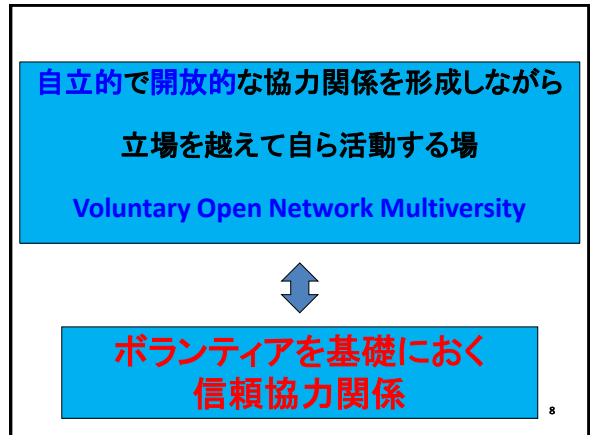 自立的で開放的な協力関係を形成しながら
立場を越えて自ら活動する場
Voluntary Open Network Multiversity
ボランティアを基礎におく
信頼協力関係
8